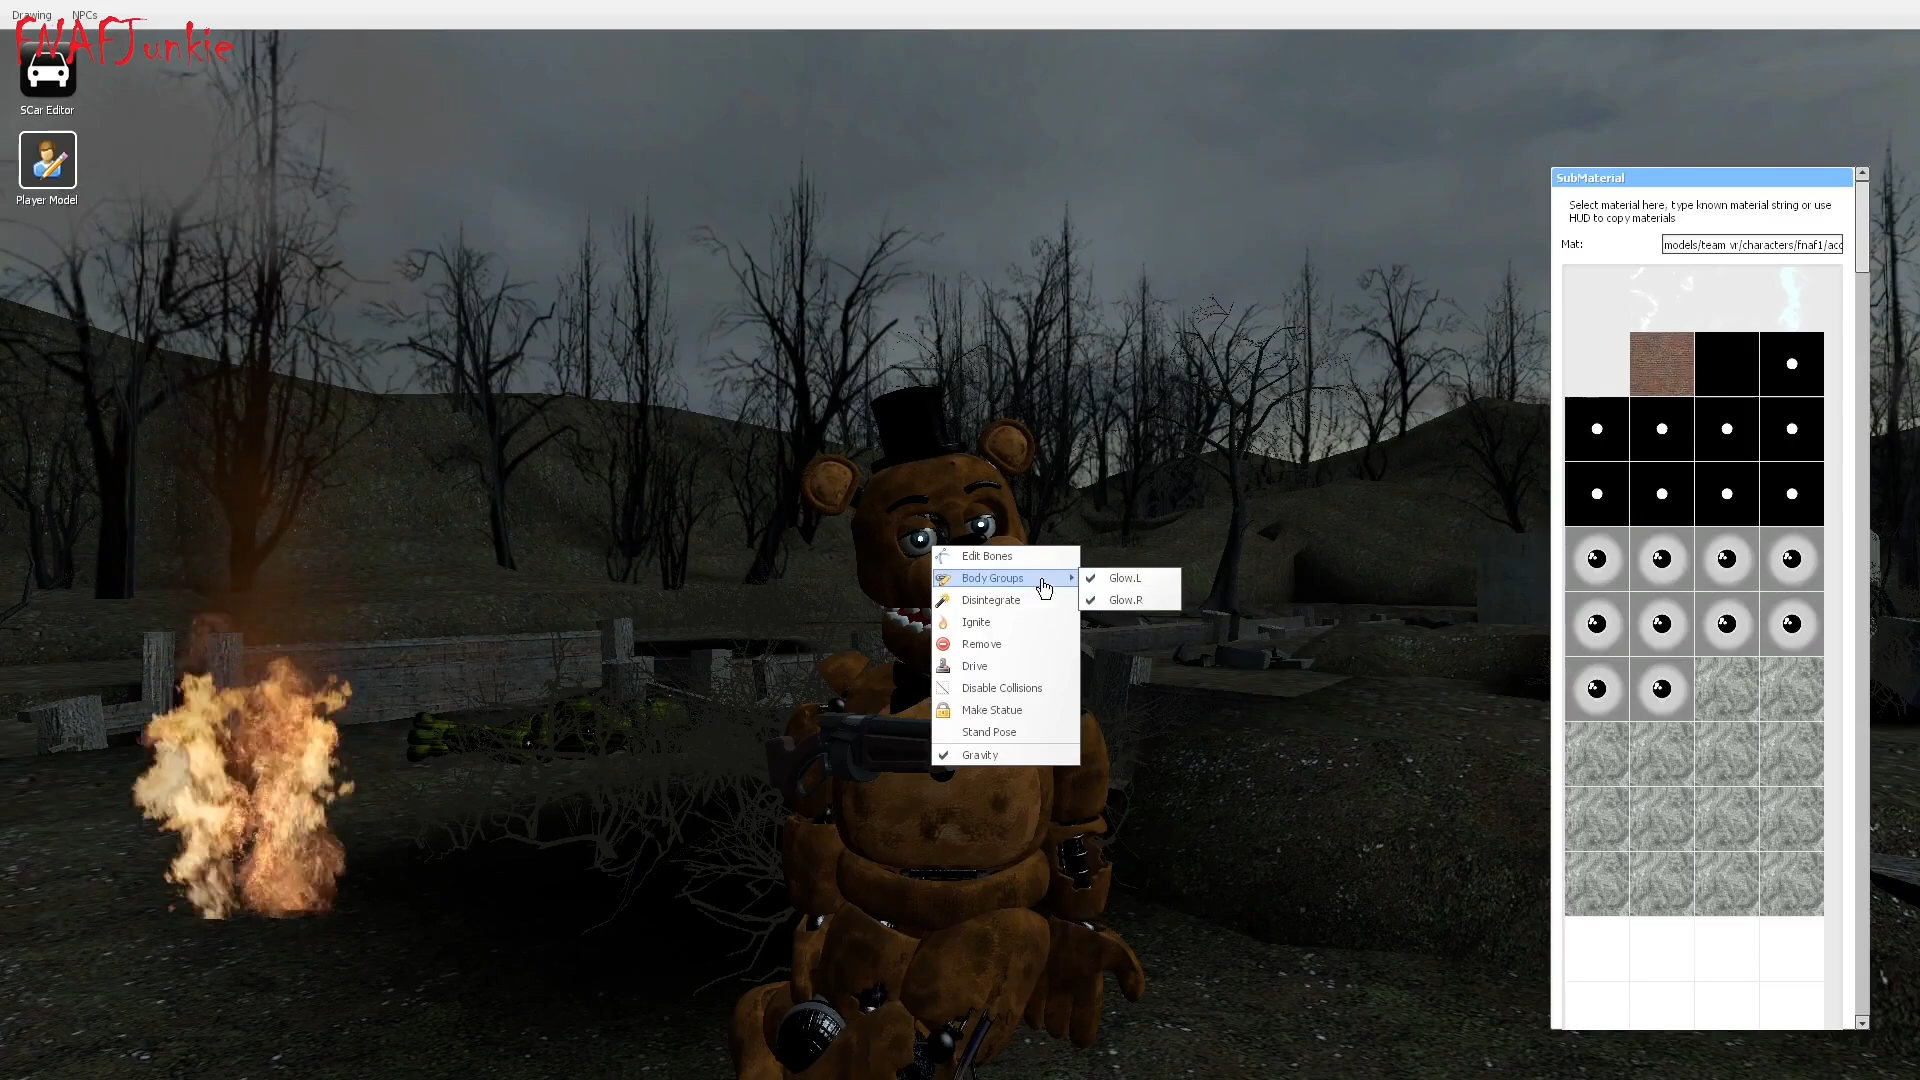 Drawing NPCs
FNAFJunkie
SCar Editor
Player Model
SubMaterial
Select material here, type known material string or use
HUD to copy materials
Mat: models/team vr/characters/fnaf1/acc
Edit Bones
Body Groups
Glow.L
Disintegrate
Glow.R
Ignite
Remove
Drive
Disable Collisions
Make Statue
Stand Pose
Gravity